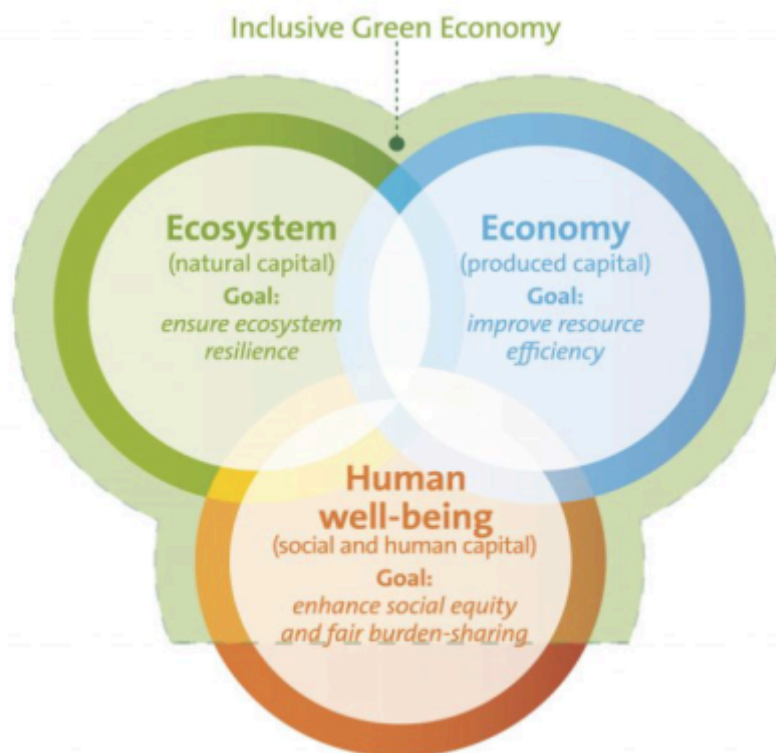 Inclusive Green Economy
Ecosystem
(natural capital)
Goal:
ensure ecosystem
resilience
Economy
(produced capital)
Goal:
improve resource
efficiency
Human
well-being
(social and human capital)
Goal:
enhance social equity
and fair burden-sharing